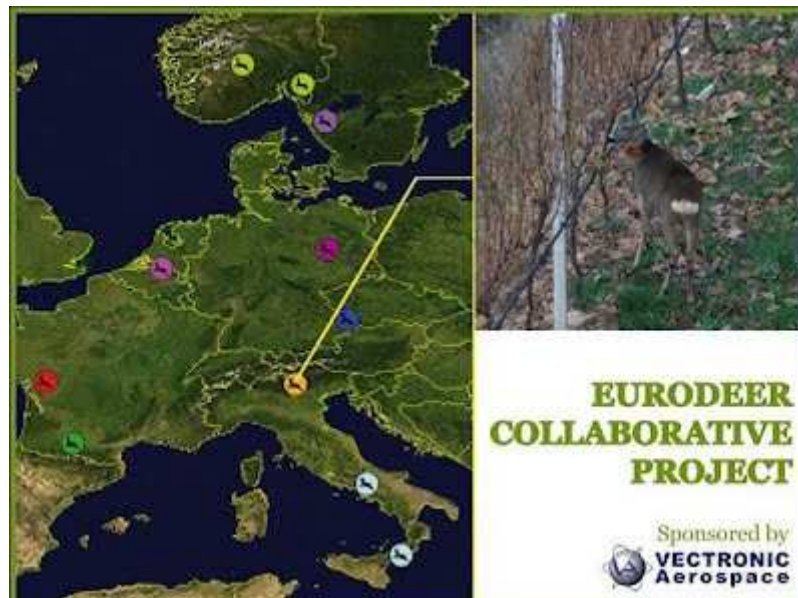 EURODEER
COLLABORATIVE
PROJECT
Sponsored by
VECTRONIC
Aerospace